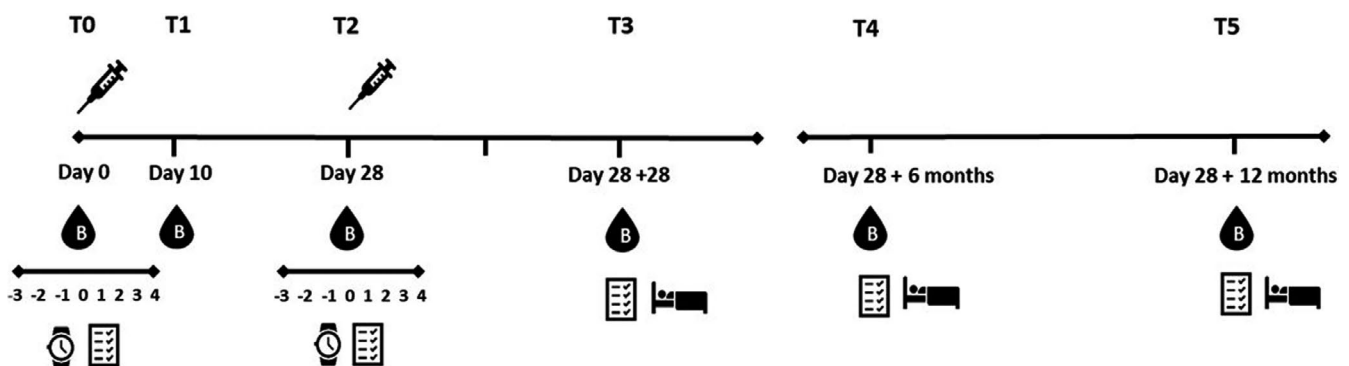 T0 T1 T2 T3 T4 T5
Day 0 Day 10 Day 28 Day 28 +28 Day 28 + 6 months Day 28 + 12 months
B B B B B B
-3 -2 -1 0 1 2 3 4 -3 -2 -1 0 1 2 3 4